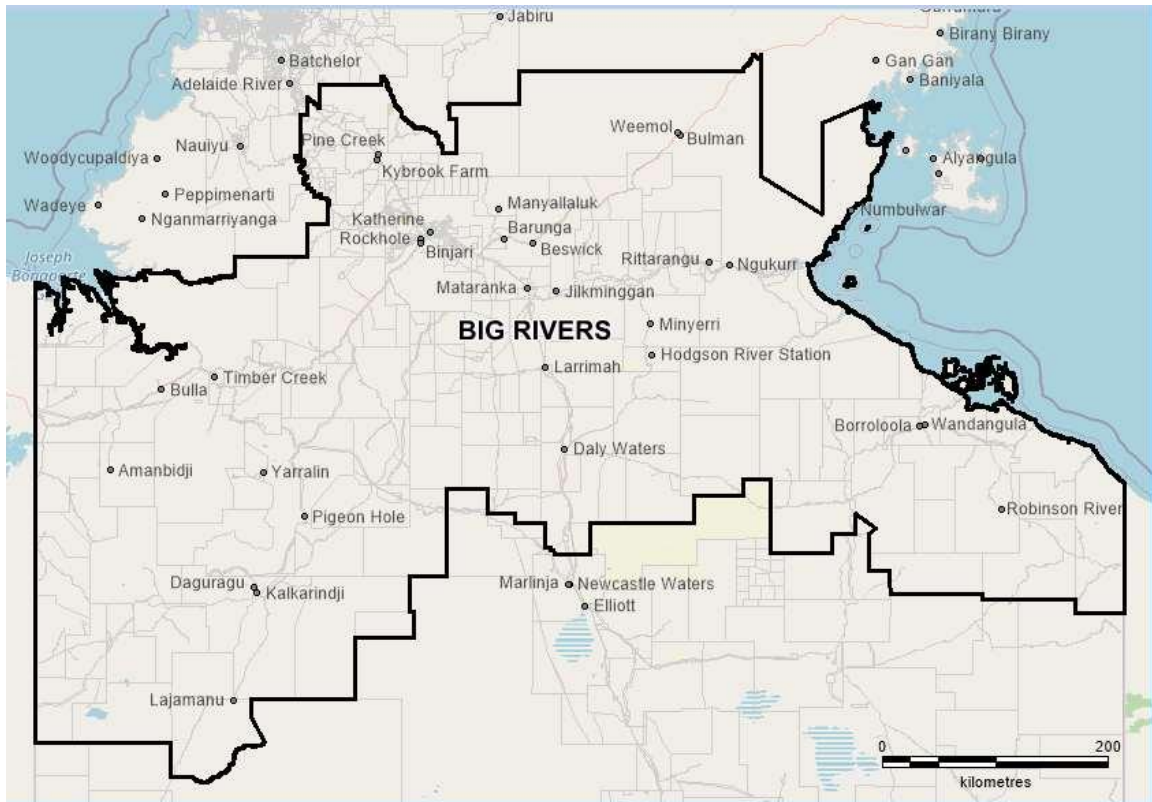 Jabiru
Birany Birany
Batchelor
Gan Gan
Adelaide River
Baniyala
Weemol
Bulman
Pine Creek
Nauiyu
Woodycupaldiya
Kybrook Farm
Alyangula
Peppimenarti
Wadeye
Manyallaluk
Numbulwar
Nganmarriyanga
Katherine
Barunga
Rockhole
Binjari
Beswick
Joseph
Rittarangu
Ngukurr
Mataranka
Jilkminggan
BIG RIVERS
Minyerri
Hodgson River Station
Larrimah
Timber Creek
Bulla
Borroloola
Wandangula
Daly Waters
Amanbidji
Yarralin
Robinson River
Pigeon Hole
Daguragu
Kalkarindji
Marlinja
Newcastle Waters
Elliott
Lajamanu
0
200
kilometres